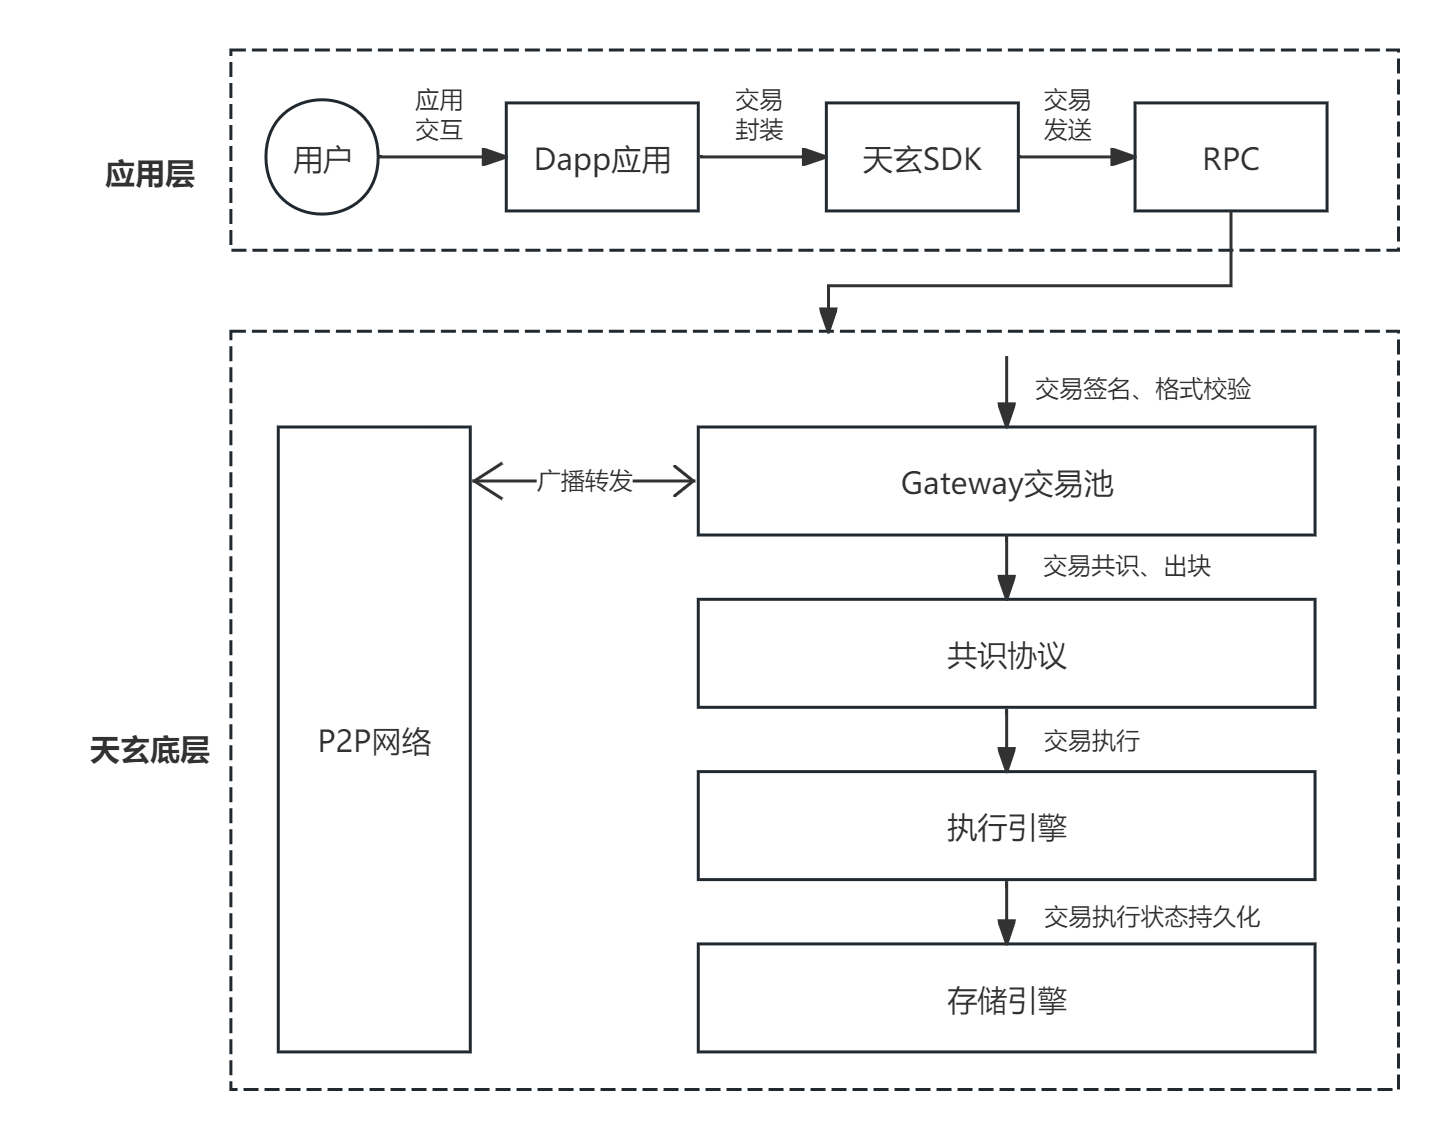 应用层
用户
应用
交互
Dapp应用
交易
封装
天玄SDK
交易
发送
RPC
天玄底层
P2P网络
广播转发
交易签名、格式校验
Gateway交易池
交易共识、出块
共识协议
交易执行
执行引擎
交易执行状态持久化
存储引擎